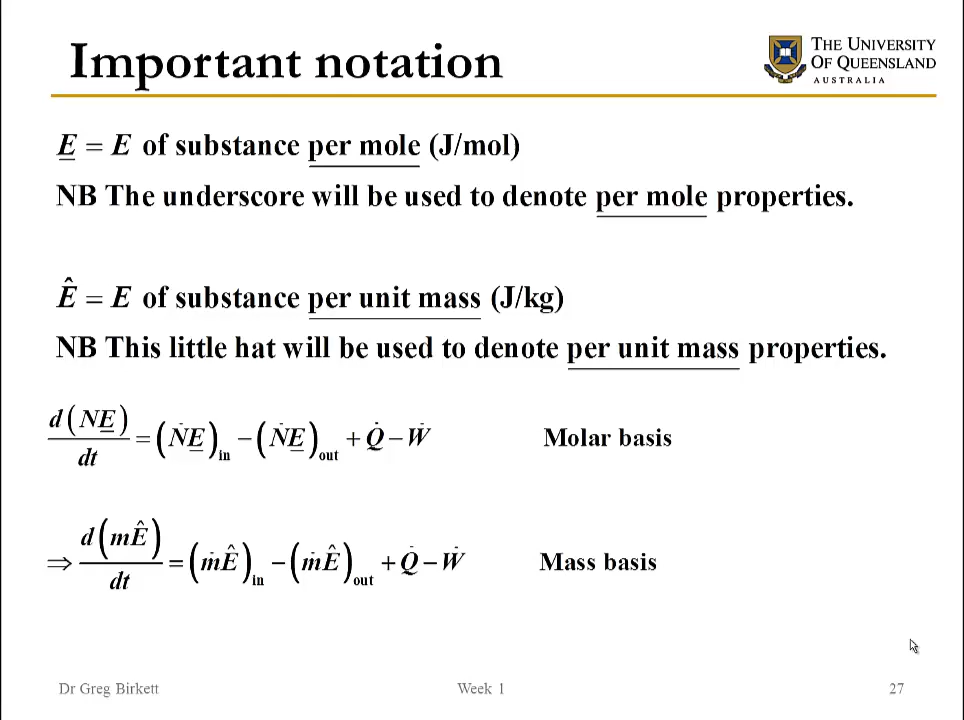 Important notation
THE UNIVERSITY
OF QUEENSLAND
AUSTRALIA
E̲ = E of substance per mole (J/mol)
NB The underscore will be used to denote per mole properties.
Ê = E of substance per unit mass (J/kg)
NB This little hat will be used to denote per unit mass properties.
d(NE̲)/dt = (ṄE̲)in − (ṄE̲)out + Q̇ − Ẇ Molar basis
⇒ d(mÊ)/dt = (ṁÊ)in − (ṁÊ)out + Q̇ − Ẇ Mass basis
Dr Greg Birkett Week 1 27